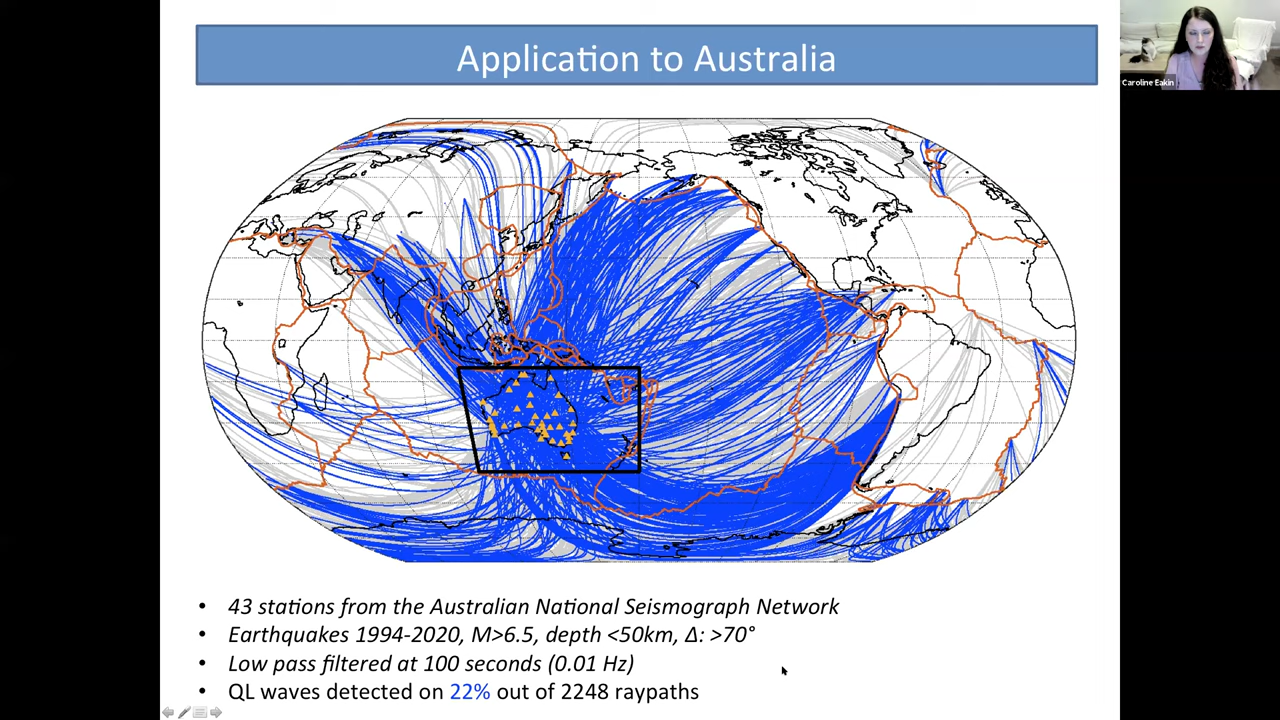 Application to Australia
Caroline Eakin
• 43 stations from the Australian National Seismograph Network
• Earthquakes 1994-2020, M>6.5, depth <50km, Δ: >70°
• Low pass filtered at 100 seconds (0.01 Hz)
• QL waves detected on 22% out of 2248 raypaths